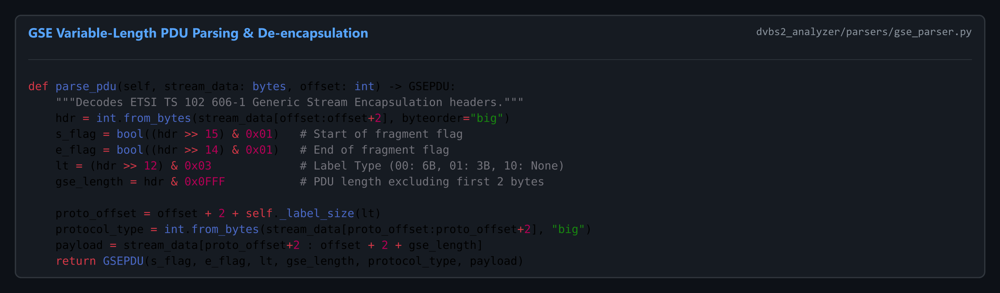 GSE Variable-Length PDU Parsing & De-encapsulation
dvbs2_analyzer/parsers/gse_parser.py
def parse_pdu(self, stream_data: bytes, offset: int) -> GSEPDU:
    """Decodes ETSI TS 102 606-1 Generic Stream Encapsulation headers."""
    hdr = int.from_bytes(stream_data[offset:offset+2], byteorder="big")
    s_flag = bool((hdr >> 15) & 0x01)   # Start of fragment flag
    e_flag = bool((hdr >> 14) & 0x01)   # End of fragment flag
    lt = (hdr >> 12) & 0x03             # Label Type (00: 6B, 01: 3B, 10: None)
    gse_length = hdr & 0x0FFF           # PDU length excluding first 2 bytes
    proto_offset = offset + 2 + self._label_size(lt)
    protocol_type = int.from_bytes(stream_data[proto_offset:proto_offset+2], "big")
    payload = stream_data[proto_offset+2 : offset + 2 + gse_length]
    return GSEPDU(s_flag, e_flag, lt, gse_length, protocol_type, payload)